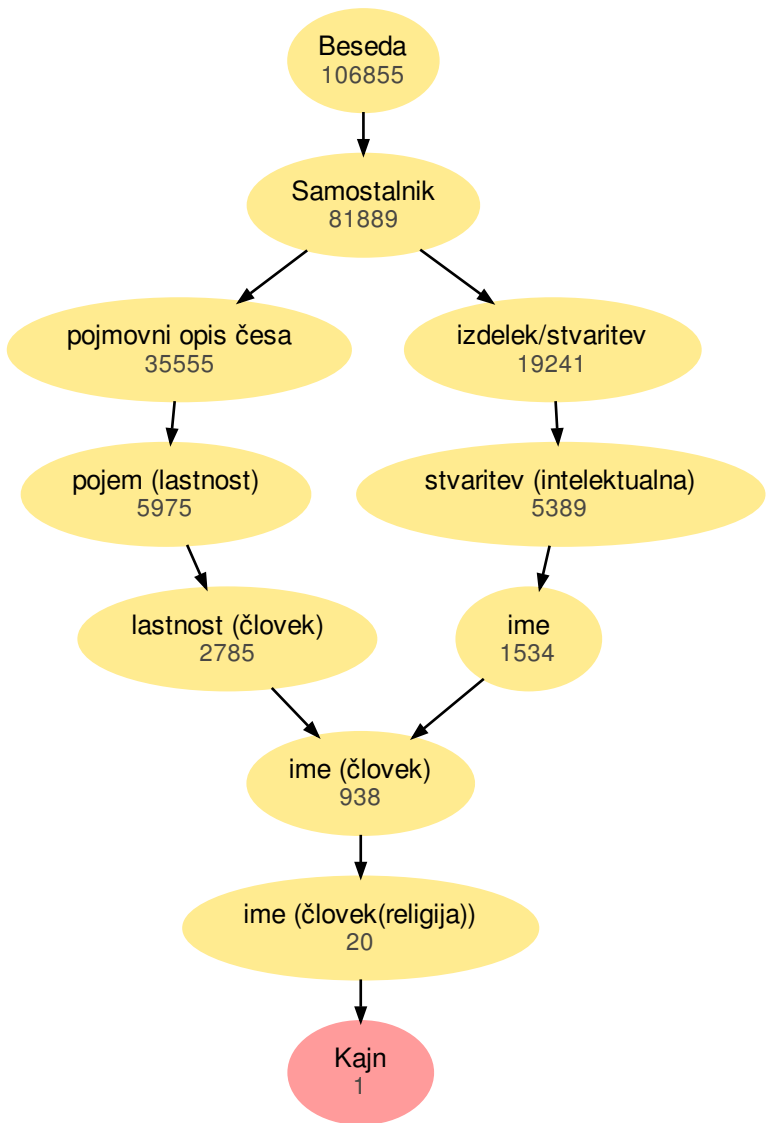 Beseda
106855
Samostalnik
81889
pojmovni opis česa
35555
izdelek/stvaritev
19241
pojem (lastnost)
5975
stvaritev (intelektualna)
5389
lastnost (človek)
2785
ime
1534
ime (človek)
938
ime (človek(religija))
20
Kajn
1